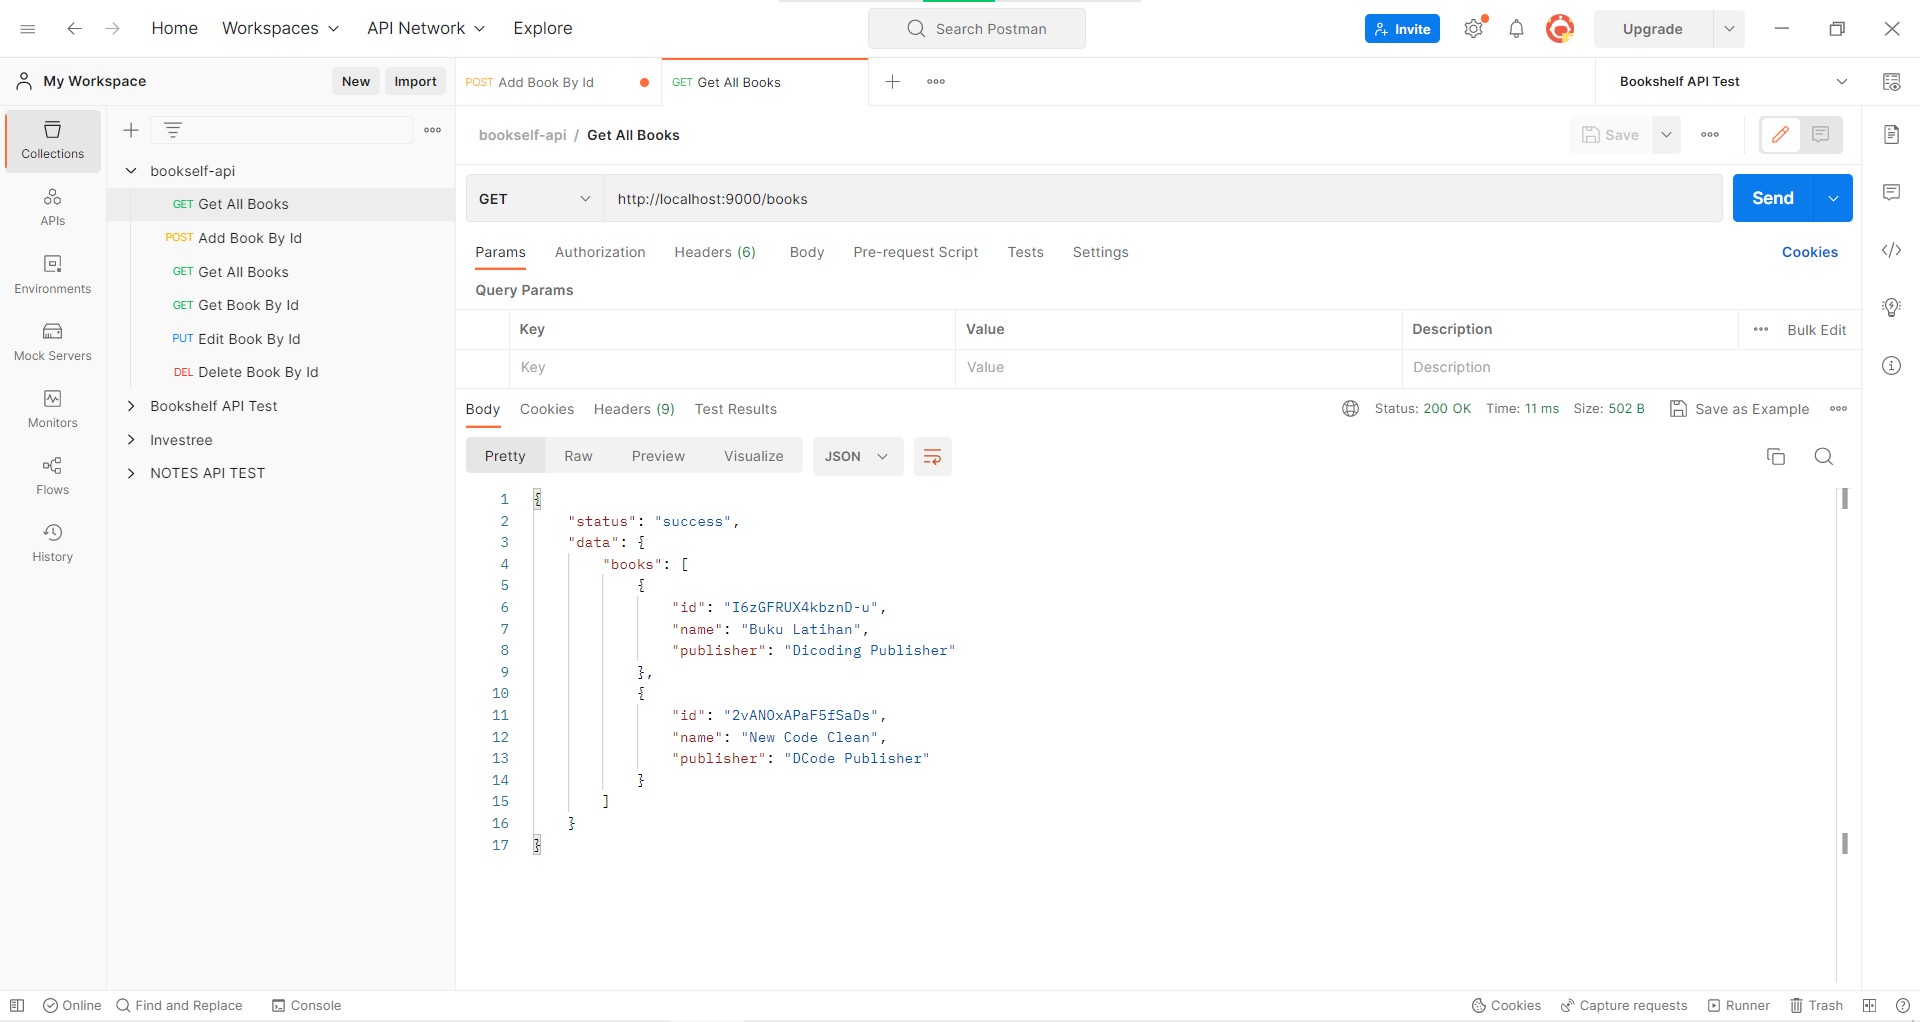 Home
Workspaces
API Network
Explore
Search Postman
Invite
Upgrade
My Workspace
New
Import
POST Add Book By Id
GET Get All Books
Bookshelf API Test
Collections
APIs
Environments
Mock Servers
Monitors
Flows
History
bookself-api
GET Get All Books
POST Add Book By Id
GET Get All Books
GET Get Book By Id
PUT Edit Book By Id
DEL Delete Book By Id
Bookshelf API Test
Investree
NOTES API TEST
bookself-api / Get All Books
Save
GET
http://localhost:9000/books
Send
Params
Authorization
Headers (6)
Body
Pre-request Script
Tests
Settings
Cookies
Query Params
Key
Value
Description
Bulk Edit
Key
Value
Description
Body
Cookies
Headers (9)
Test Results
Status: 200 OK
Time: 11 ms
Size: 502 B
Save as Example
Pretty
Raw
Preview
Visualize
JSON
1 {
2 "status": "success",
3 "data": {
4 "books": [
5 {
6 "id": "I6zGFRUX4kbznD-u",
7 "name": "Buku Latihan",
8 "publisher": "Dicoding Publisher"
9 },
10 {
11 "id": "2vANOxAPaF5fSaDs",
12 "name": "New Code Clean",
13 "publisher": "DCode Publisher"
14 }
15 ]
16 }
17 }
Online
Find and Replace
Console
Cookies
Capture requests
Runner
Trash